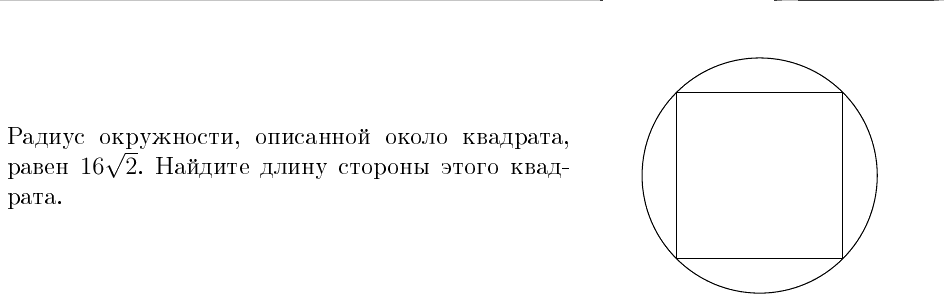 Радиус окружности, описанной около квадрата,
равен 16√2. Найдите длину стороны этого квад-
рата.